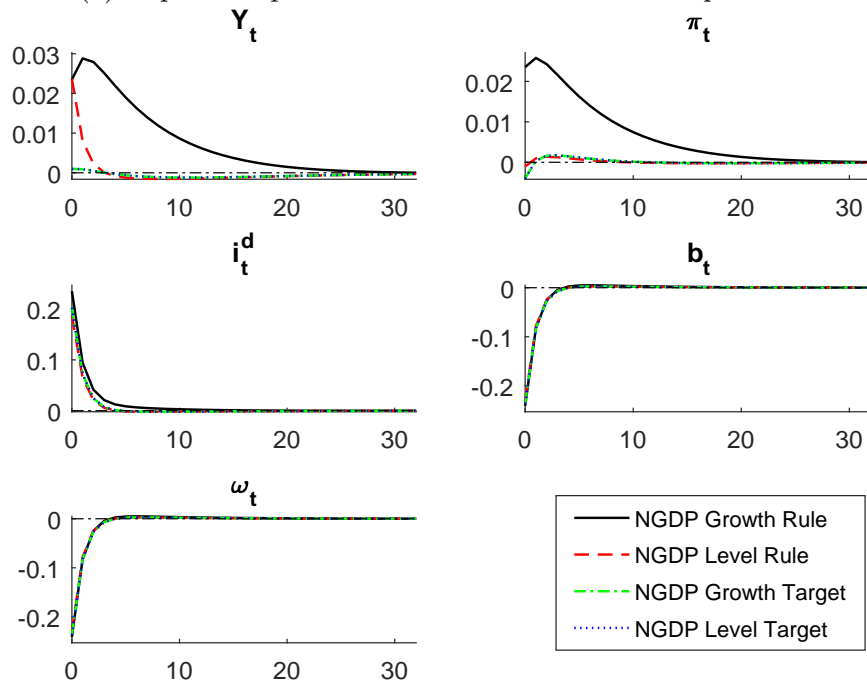 Y_t
π_t
0.03
0.02
0.01
0
0.02
0.01
0
0 10 20 30
0 10 20 30
i_t^d
b_t
0.2
0.1
0
0
-0.1
-0.2
0 10 20 30
0 10 20 30
ω_t
0
-0.1
-0.2
0 10 20 30
NGDP Growth Rule
NGDP Level Rule
NGDP Growth Target
NGDP Level Target